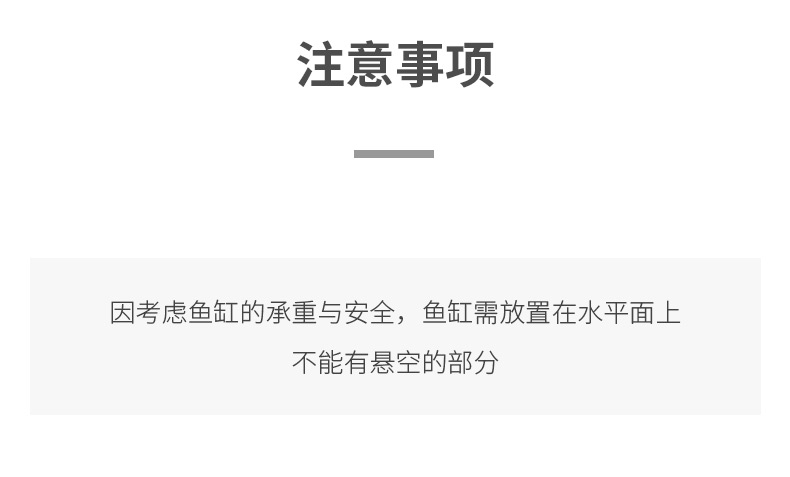 注意事项
因考虑鱼缸的承重与安全，鱼缸需放置在水平面上
不能有悬空的部分